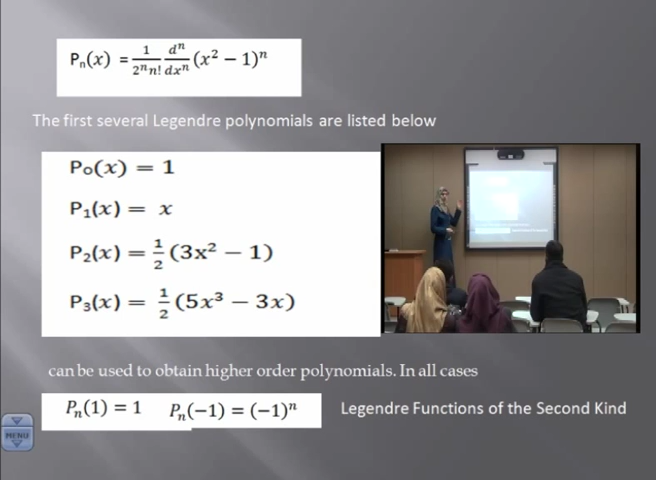 Pₙ(x) = 1/(2ⁿn!) dⁿ/dxⁿ (x² − 1)ⁿ
The first several Legendre polynomials are listed below
P₀(x) = 1
P₁(x) = x
P₂(x) = 1/2 (3x² − 1)
P₃(x) = 1/2 (5x³ − 3x)
can be used to obtain higher order polynomials. In all cases
Pₙ(1) = 1 Pₙ(−1) = (−1)ⁿ Legendre Functions of the Second Kind
MENU